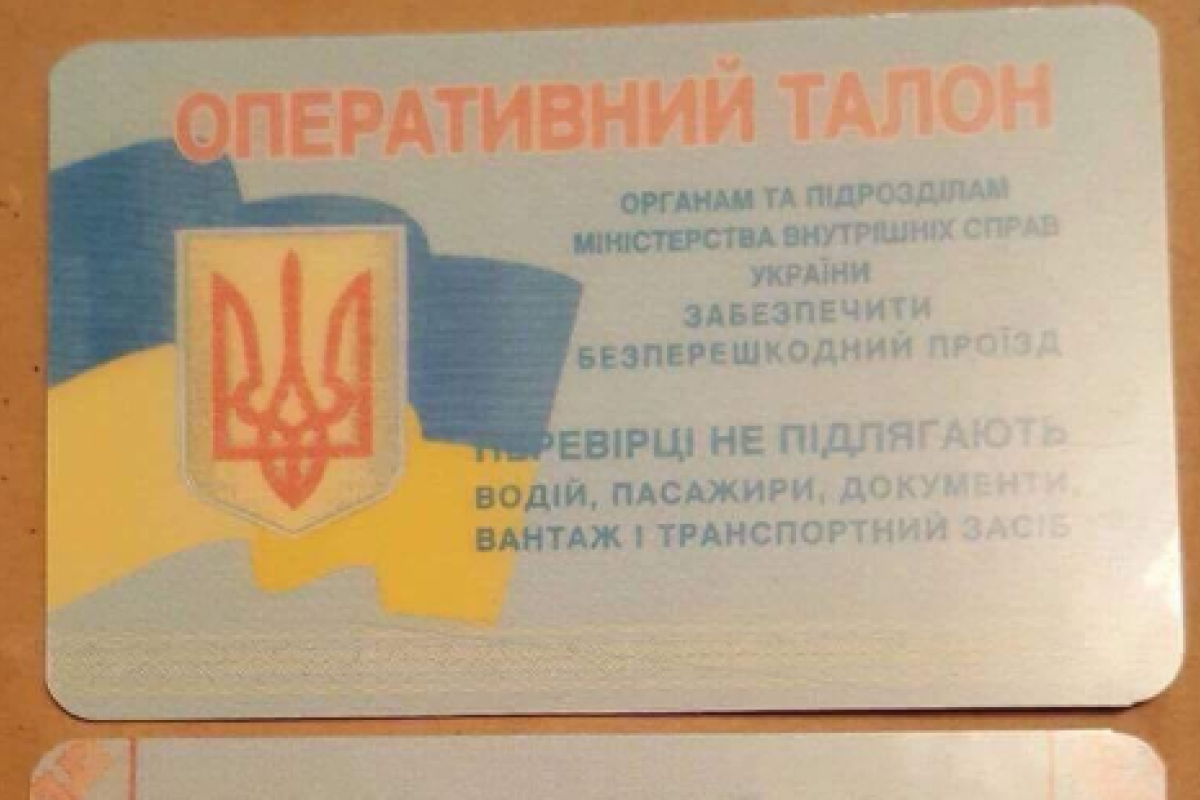 ОПЕРАТИВНИЙ ТАЛОН
ОРГАНАМ ТА ПІДРОЗДІЛАМ
МІНІСТЕРСТВА ВНУТРІШНІХ СПРАВ
УКРАЇНИ
ЗАБЕЗПЕЧИТИ
БЕЗПЕРЕШКОДНИЙ ПРОЇЗД
ПЕРЕВІРЦІ НЕ ПІДЛЯГАЮТЬ
ВОДІЙ, ПАСАЖИРИ, ДОКУМЕНТИ,
ВАНТАЖ І ТРАНСПОРТНИЙ ЗАСІБ